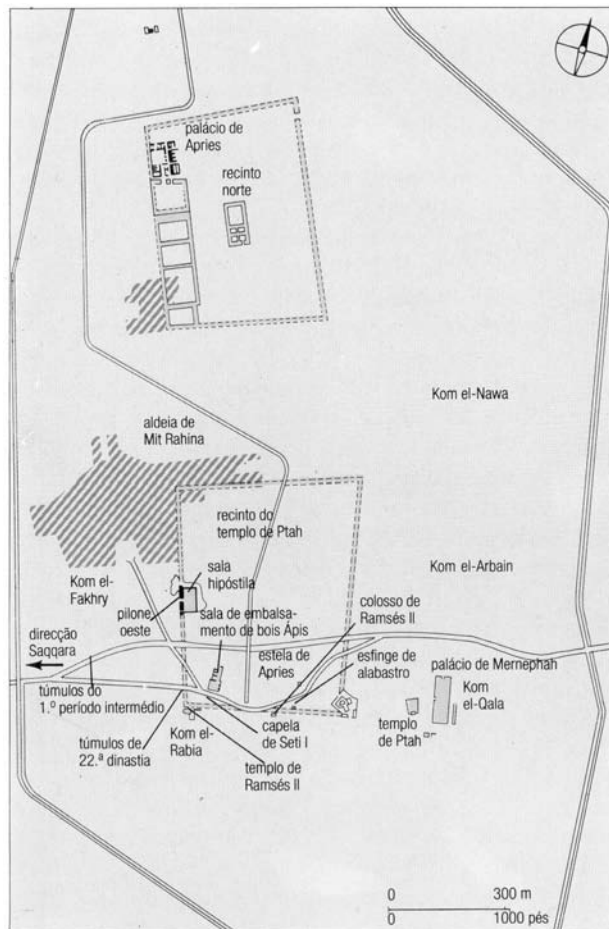 palácio de
Apries
recinto
norte
Kom el-Nawa
aldeia de
Mit Rahina
recinto do
templo de Ptah
Kom el-
Fakhry
sala
hipóstila
Kom el-Arbain
pilone
oeste
sala de embalsa-
mento de bois Ápis
colosso de
Ramsés II
direcção
Saqqara
estela de
Apries
esfinge de
alabastro
palácio de Mernephah
Kom
el-Qala
túmulos do
1.º período intermédio
templo
de Ptah
túmulos de
22.ª dinastia
Kom el-
Rabia
capela
de Seti I
templo de
Ramsés II
0 300 m
0 1000 pés